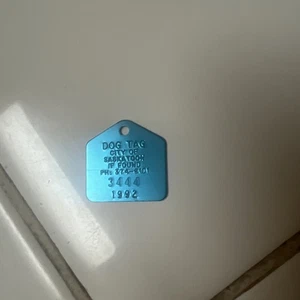 DOG TAG
CITY OF
SASKATOON
IF FOUND
PH:
3444
1992